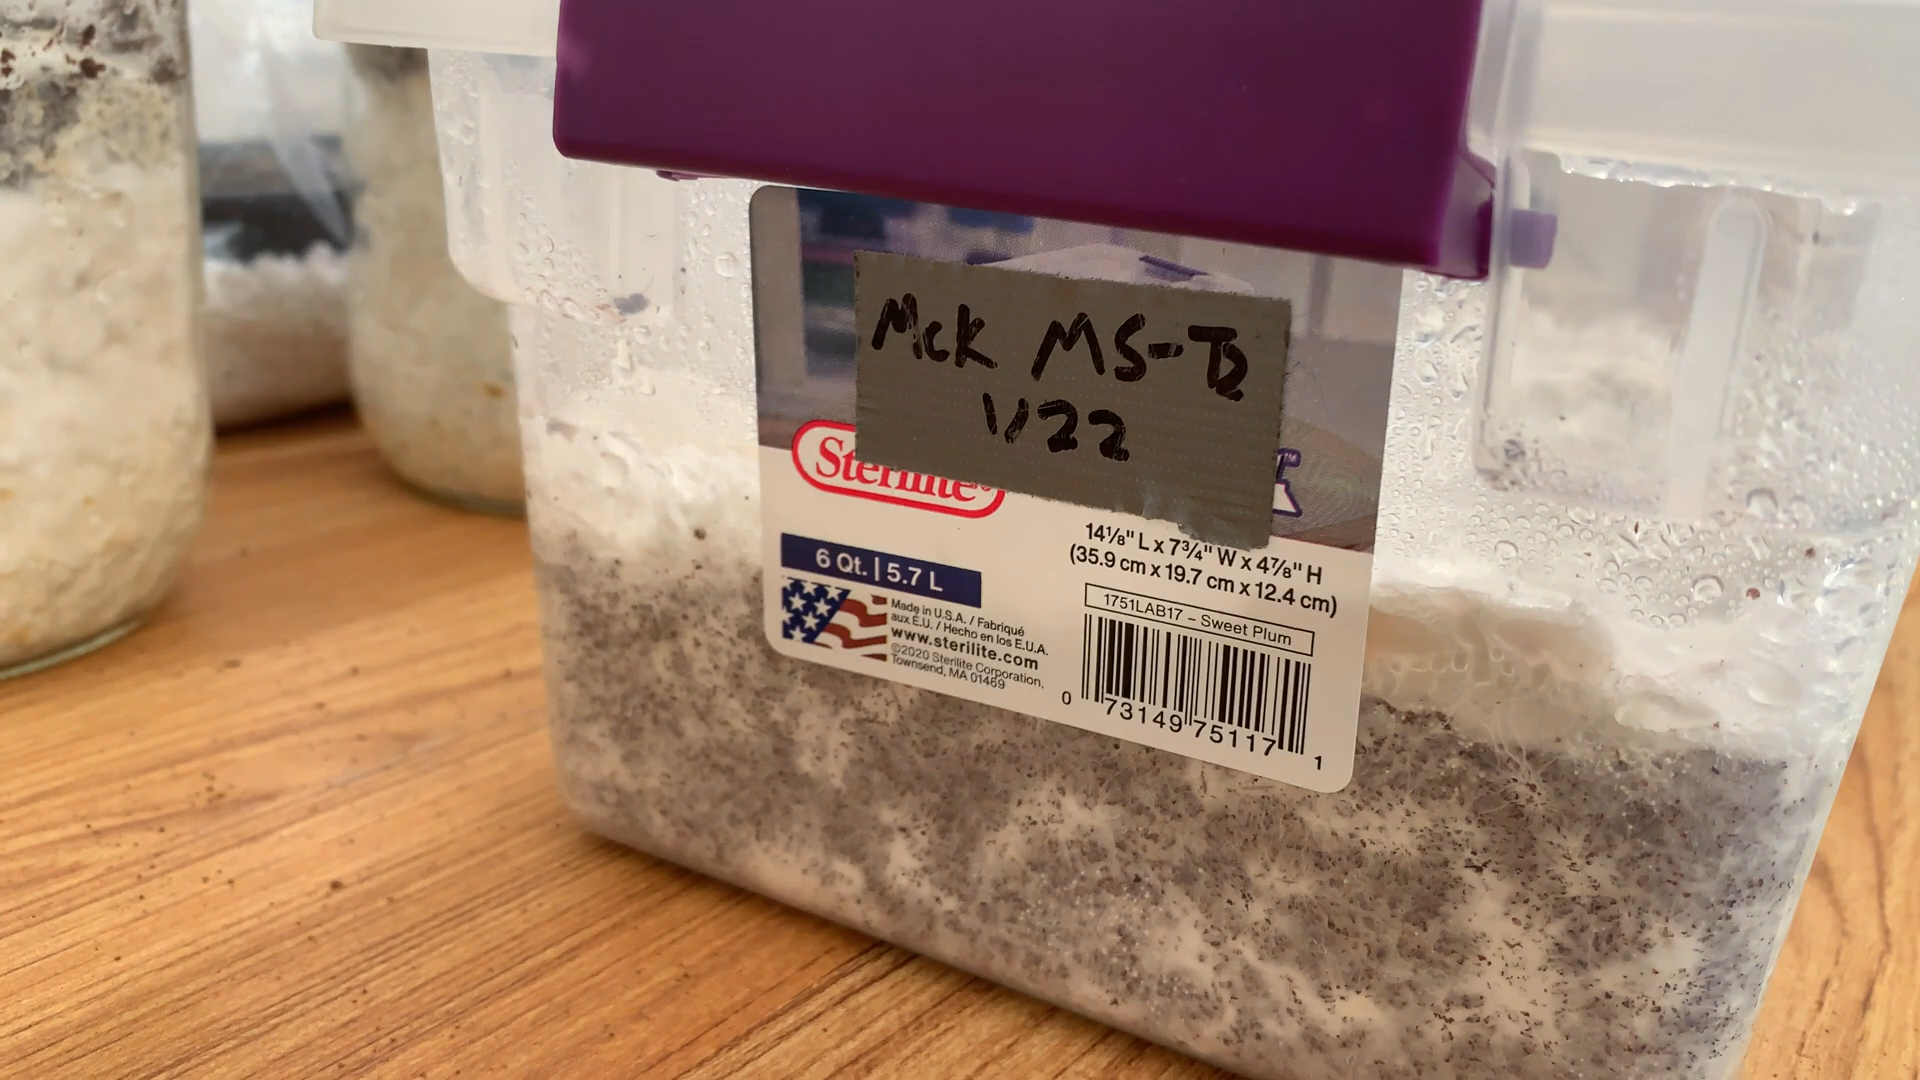 McK MS-T2
1/22
Sterilite®
6 Qt. | 5.7 L
14⅛" L x 7¾" W x 4⅞" H
(35.9 cm x 19.7 cm x 12.4 cm)
1751LAB17 – Sweet Plum
Made in U.S.A. / Fabriqué
aux É.U. / Hecho en los E.U.A.
www.sterilite.com
©2020 Sterilite Corporation,
Townsend, MA 01469
0 73149 75117 1